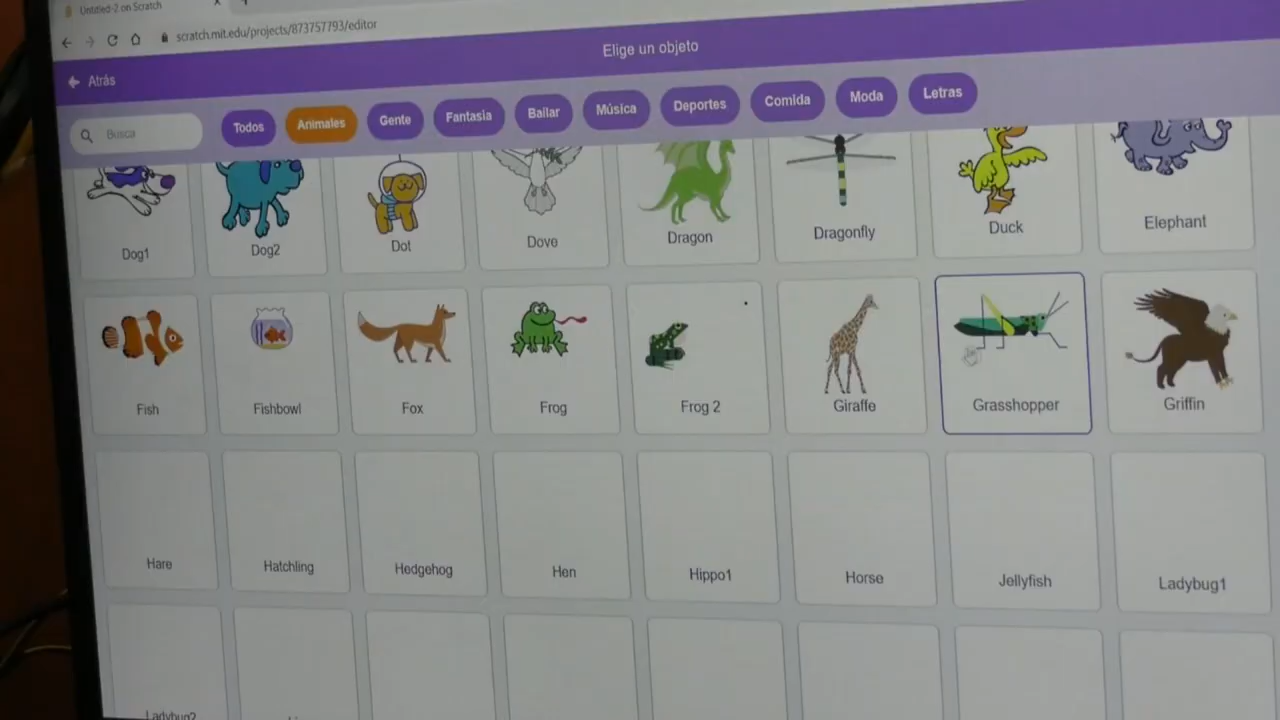 Untitled-2 on Scratch
scratch.mit.edu/projects/873757793/editor
Atrás
Elige un objeto
Busca
Todos
Animales
Gente
Fantasia
Bailar
Música
Deportes
Comida
Moda
Letras
Dog1
Dog2
Dot
Dove
Dragon
Dragonfly
Duck
Elephant
Fish
Fishbowl
Fox
Frog
Frog 2
Giraffe
Grasshopper
Griffin
Hare
Hatchling
Hedgehog
Hen
Hippo1
Horse
Jellyfish
Ladybug1
Ladybug2